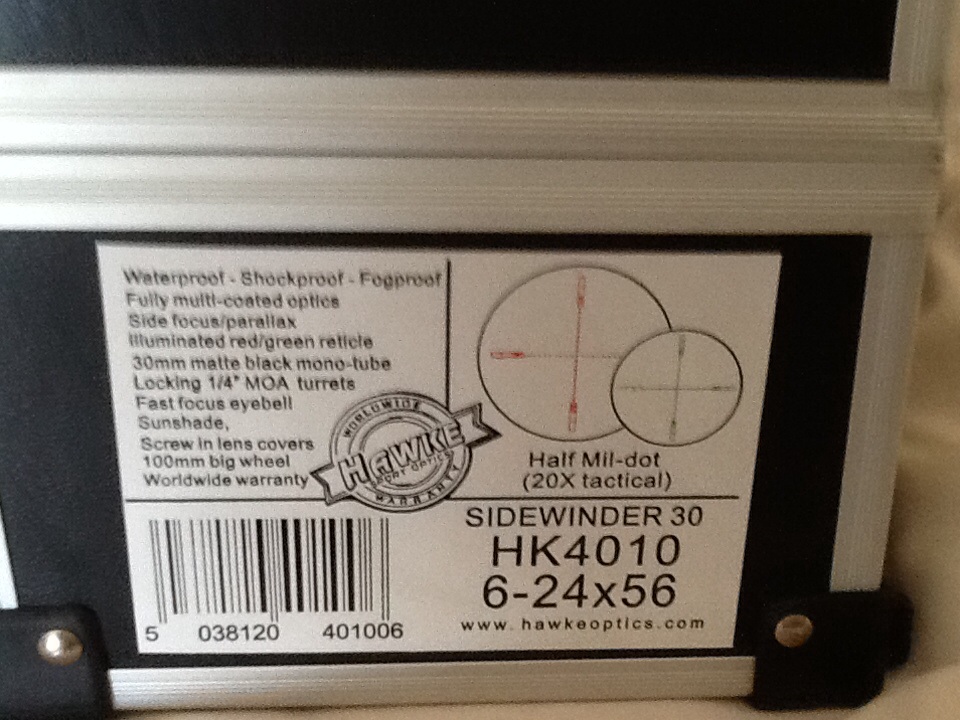 Waterproof - Shockproof - Fogproof
Fully multi-coated optics
Side focus/parallax
Illuminated red/green reticle
30mm matte black mono-tube
Locking 1/4" MOA turrets
Fast focus eyebell
Sunshade,
Screw in lens covers
100mm big wheel
Worldwide warranty
WORLDWIDE
HAWKE
SPORT OPTICS
WARRANTY
Half Mil-dot
(20X tactical)
SIDEWINDER 30
HK4010
6-24x56
www.hawkeoptics.com
5 038120 401006